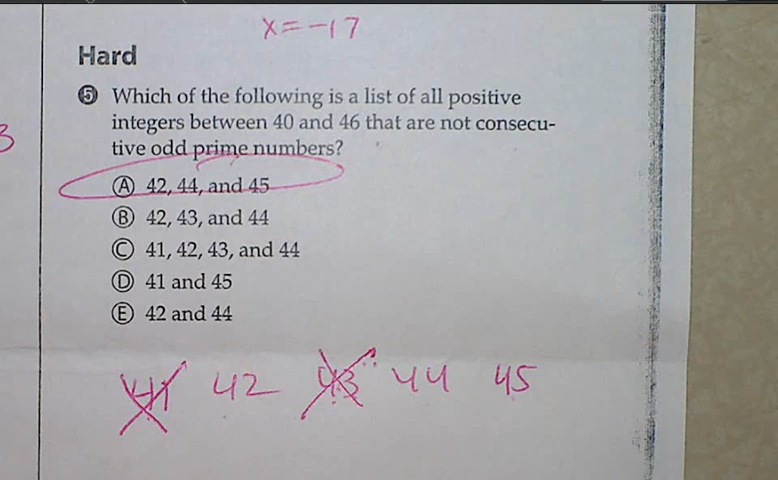 x=-17
Hard
3
5 Which of the following is a list of all positive
integers between 40 and 46 that are not consecu-
tive odd prime numbers?
A 42, 44, and 45
B 42, 43, and 44
C 41, 42, 43, and 44
D 41 and 45
E 42 and 44
41 42 43 44 45